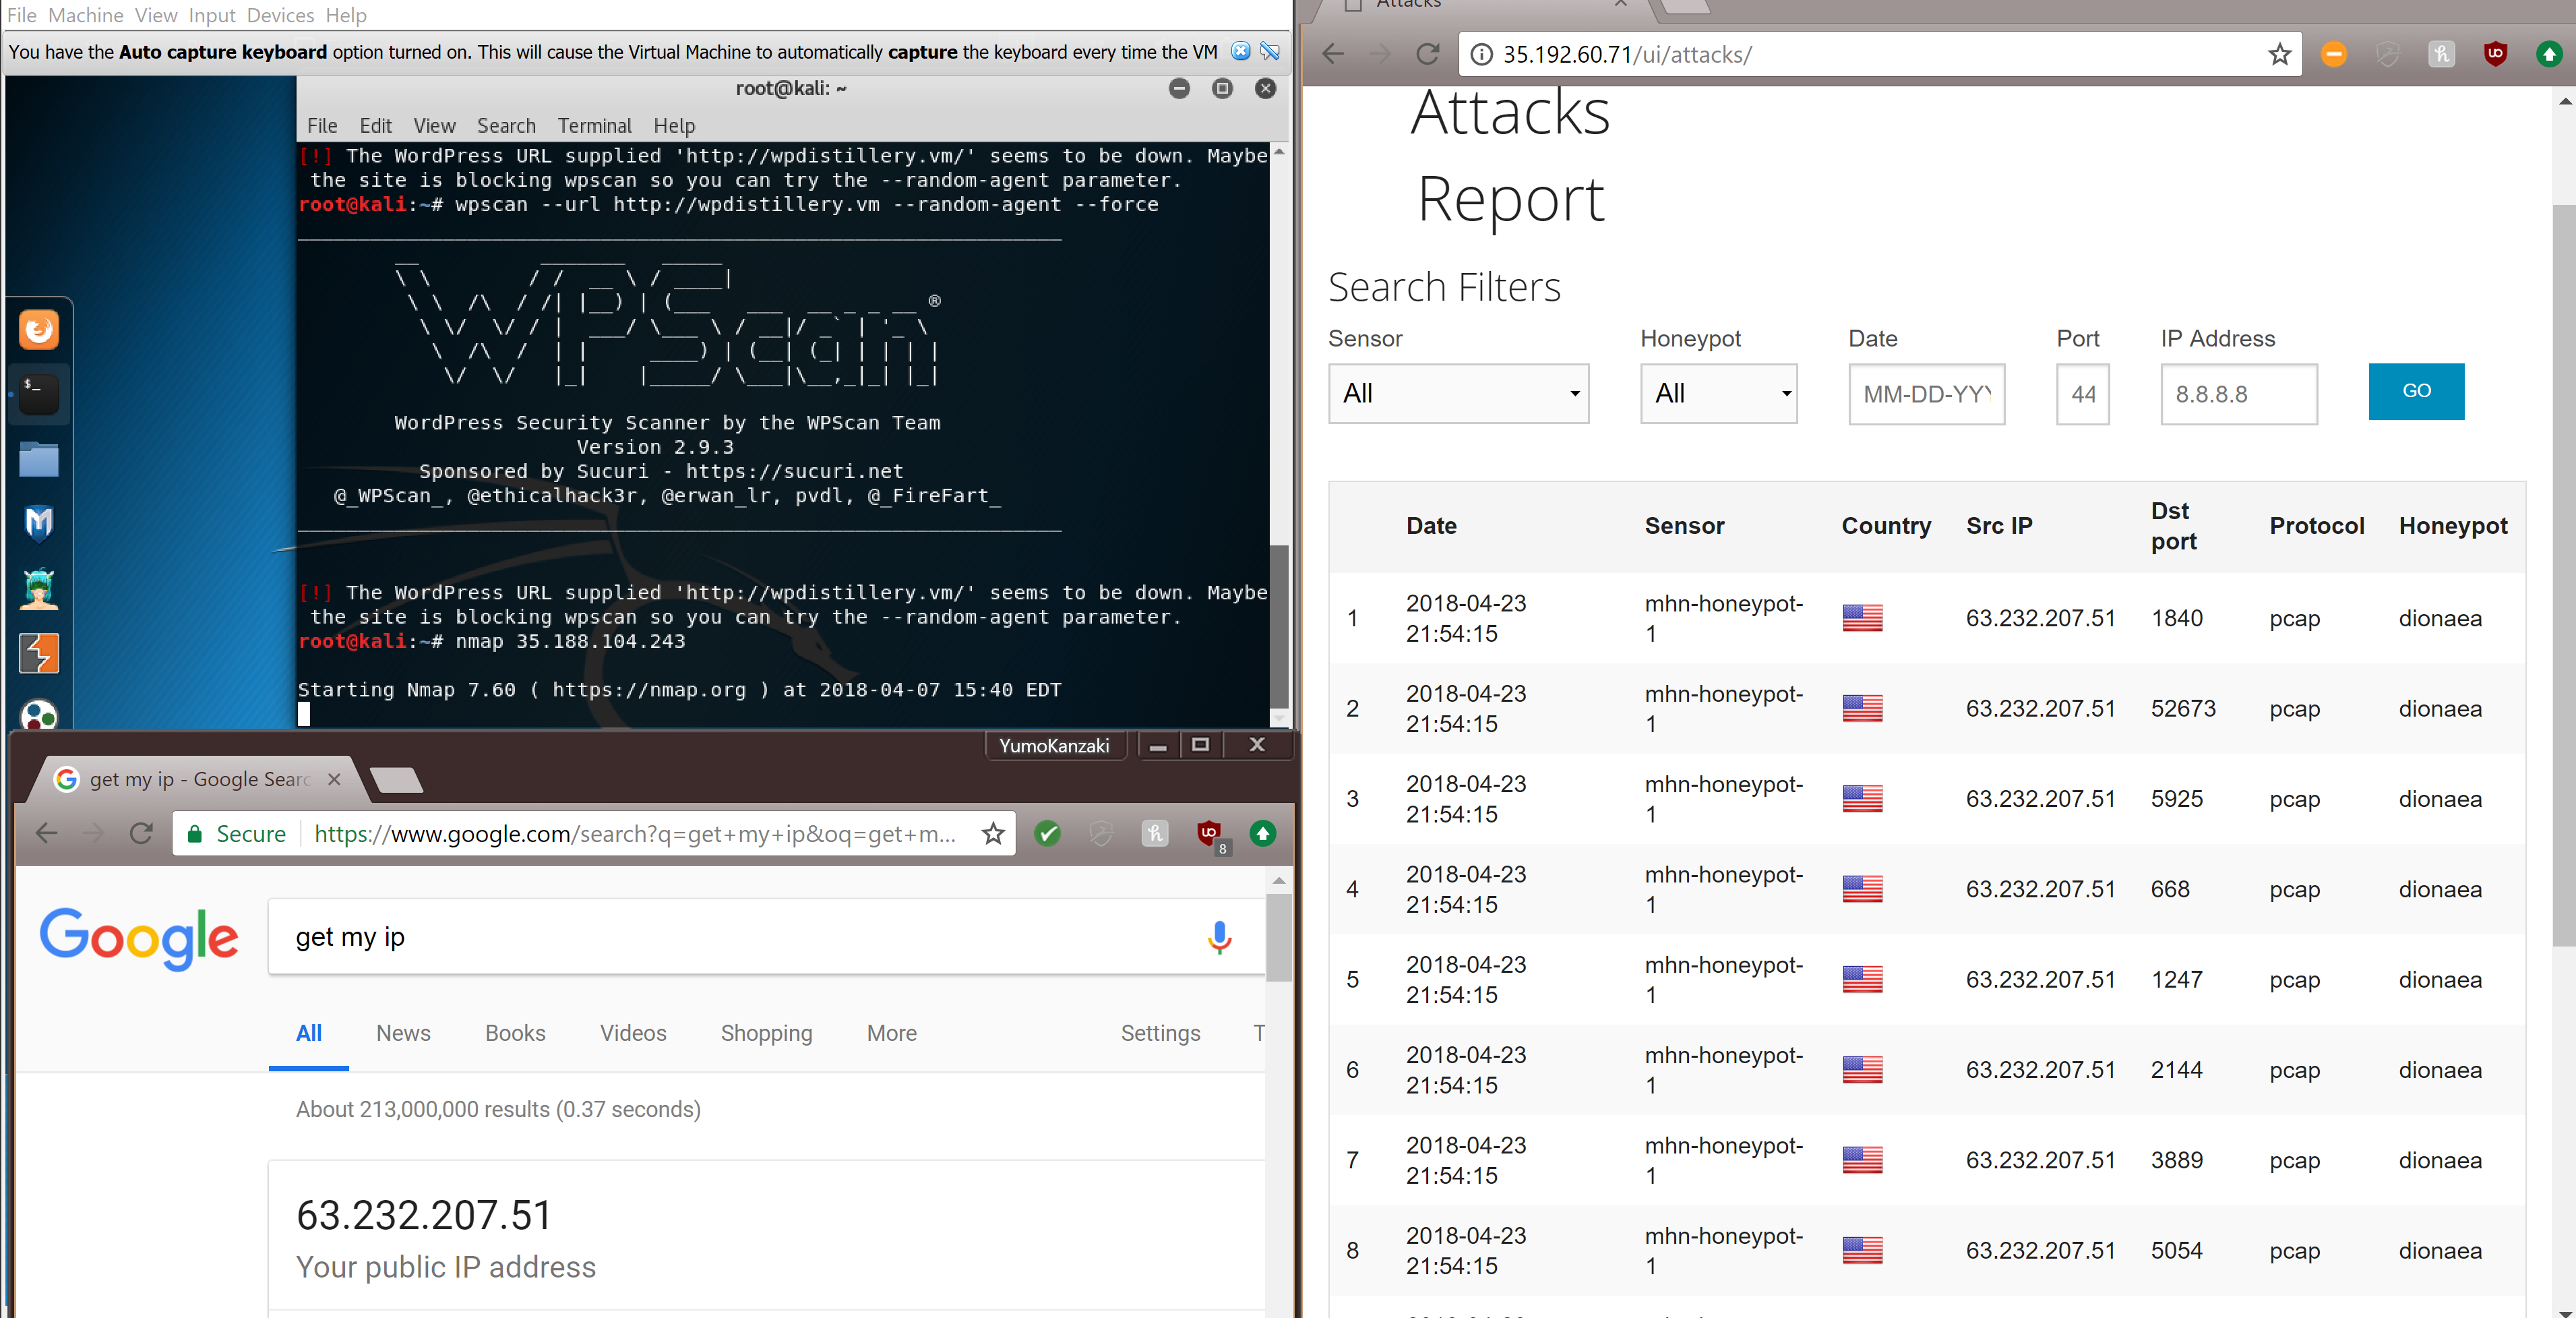 File Machine View Input Devices Help
You have the Auto capture keyboard option turned on. This will cause the Virtual Machine to automatically capture the keyboard every time the VM
root@kali: ~
File Edit View Search Terminal Help
[!] The WordPress URL supplied 'http://wpdistillery.vm/' seems to be down. Maybe
the site is blocking wpscan so you can try the --random-agent parameter.
root@kali:~# wpscan --url http://wpdistillery.vm --random-agent --force
WPScan ®
WordPress Security Scanner by the WPScan Team
Version 2.9.3
Sponsored by Sucuri - https://sucuri.net
@_WPScan_, @ethicalhack3r, @erwan_lr, pvdl, @_FireFart_
[!] The WordPress URL supplied 'http://wpdistillery.vm/' seems to be down. Maybe
the site is blocking wpscan so you can try the --random-agent parameter.
root@kali:~# nmap 35.188.104.243
Starting Nmap 7.60 ( https://nmap.org ) at 2018-04-07 15:40 EDT
YumoKanzaki
get my ip - Google Searc
Secure https://www.google.com/search?q=get+my+ip&oq=get+m...
8
Google
get my ip
All News Books Videos Shopping More Settings T
About 213,000,000 results (0.37 seconds)
63.232.207.51
Your public IP address
Attacks
35.192.60.71/ui/attacks/
Attacks
Report
Search Filters
Sensor Honeypot Date Port IP Address
All All MM-DD-YYY 44 8.8.8.8 GO
Date Sensor Country Src IP Dst port Protocol Honeypot
1 2018-04-23 21:54:15 mhn-honeypot-1 63.232.207.51 1840 pcap dionaea
2 2018-04-23 21:54:15 mhn-honeypot-1 63.232.207.51 52673 pcap dionaea
3 2018-04-23 21:54:15 mhn-honeypot-1 63.232.207.51 5925 pcap dionaea
4 2018-04-23 21:54:15 mhn-honeypot-1 63.232.207.51 668 pcap dionaea
5 2018-04-23 21:54:15 mhn-honeypot-1 63.232.207.51 1247 pcap dionaea
6 2018-04-23 21:54:15 mhn-honeypot-1 63.232.207.51 2144 pcap dionaea
7 2018-04-23 21:54:15 mhn-honeypot-1 63.232.207.51 3889 pcap dionaea
8 2018-04-23 21:54:15 mhn-honeypot-1 63.232.207.51 5054 pcap dionaea